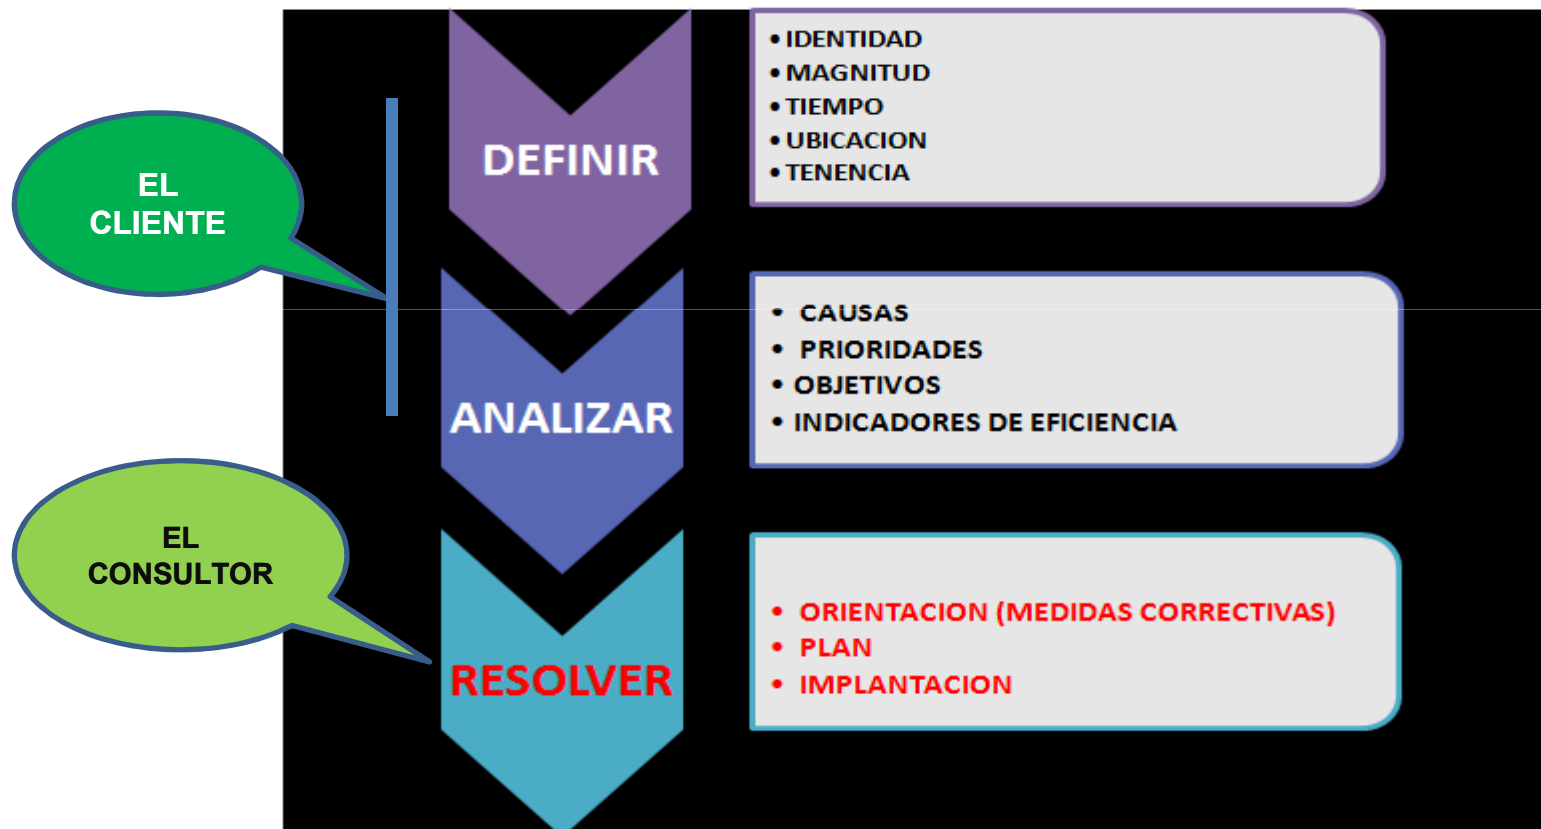 EL
CLIENTE
DEFINIR
• IDENTIDAD
• MAGNITUD
• TIEMPO
• UBICACION
• TENENCIA
ANALIZAR
• CAUSAS
• PRIORIDADES
• OBJETIVOS
• INDICADORES DE EFICIENCIA
EL
CONSULTOR
RESOLVER
• ORIENTACION (MEDIDAS CORRECTIVAS)
• PLAN
• IMPLANTACION